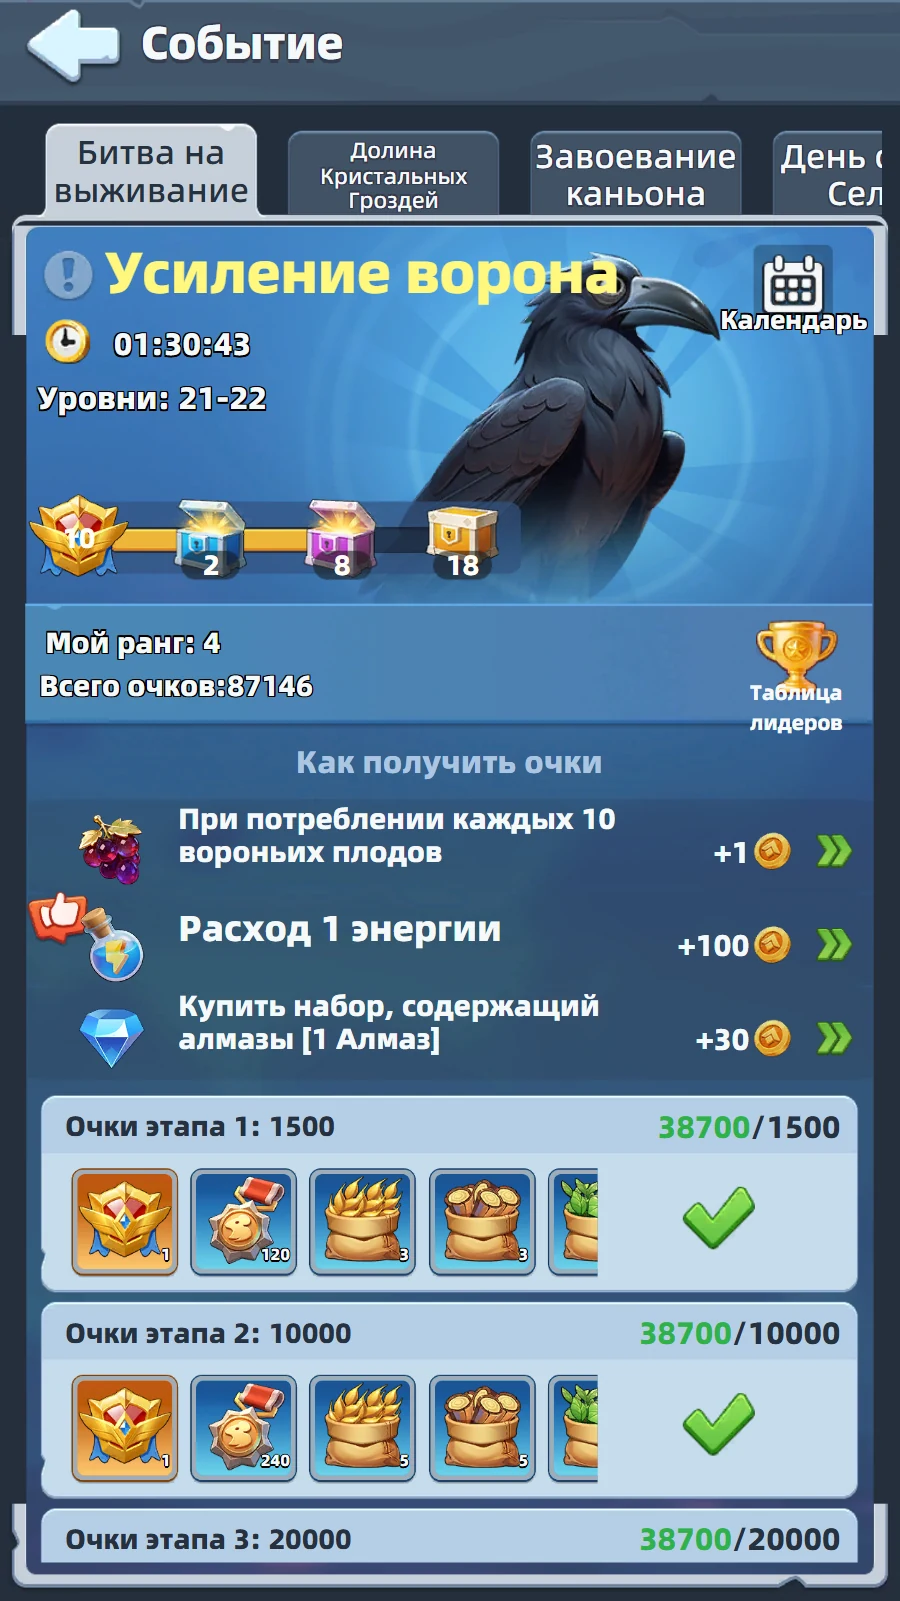 Событие
Битва на
выживание
Долина
Кристальных
Гроздей
Завоевание
каньона
День с
Сел
Усиление ворона
Календарь
01:30:43
Уровни: 21-22
10
2
8
18
Мой ранг: 4
Всего очков:87146
Таблица
лидеров
Как получить очки
При потреблении каждых 10
вороньих плодов
+1
Расход 1 энергии
+100
Купить набор, содержащий
алмазы [1 Алмаз]
+30
Очки этапа 1: 1500
38700/1500
1
120
3
3
Очки этапа 2: 10000
38700/10000
1
240
5
5
Очки этапа 3: 20000
38700/20000